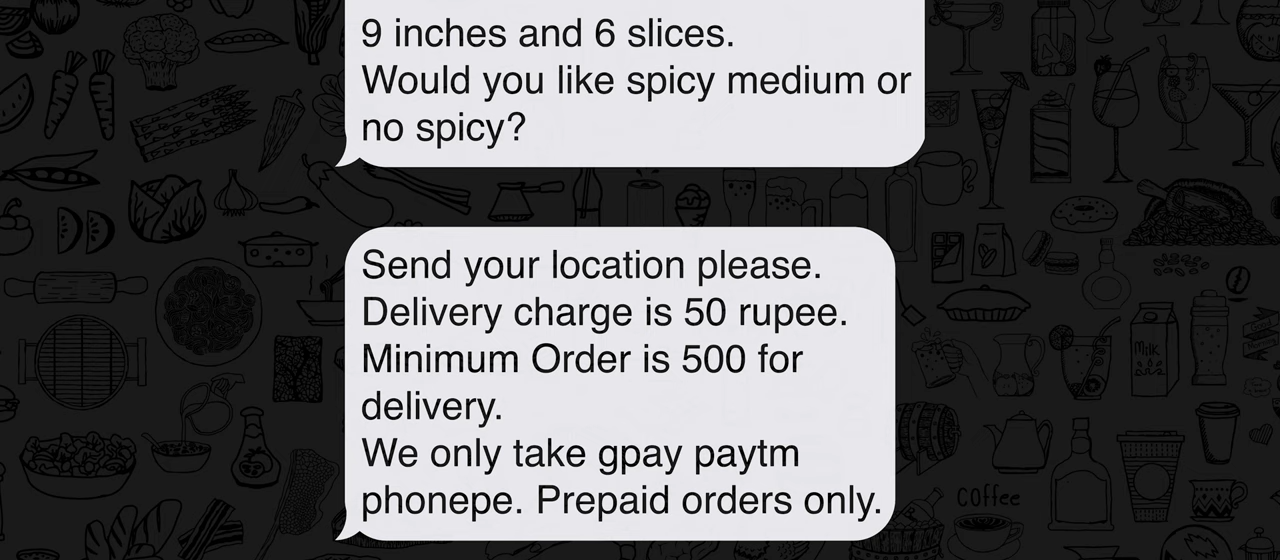 9 inches and 6 slices.
Would you like spicy medium or
no spicy?
Send your location please.
Delivery charge is 50 rupee.
Minimum Order is 500 for
delivery.
We only take gpay paytm
phonepe. Prepaid orders only.
Milk
coffee